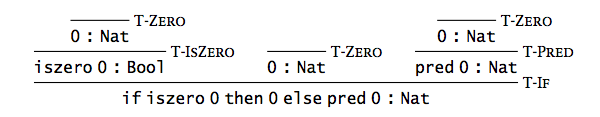 T-ZERO T-ZERO
0 : Nat 0 : Nat
T-ISZERO T-ZERO T-PRED
iszero 0 : Bool 0 : Nat pred 0 : Nat
T-IF
if iszero 0 then 0 else pred 0 : Nat